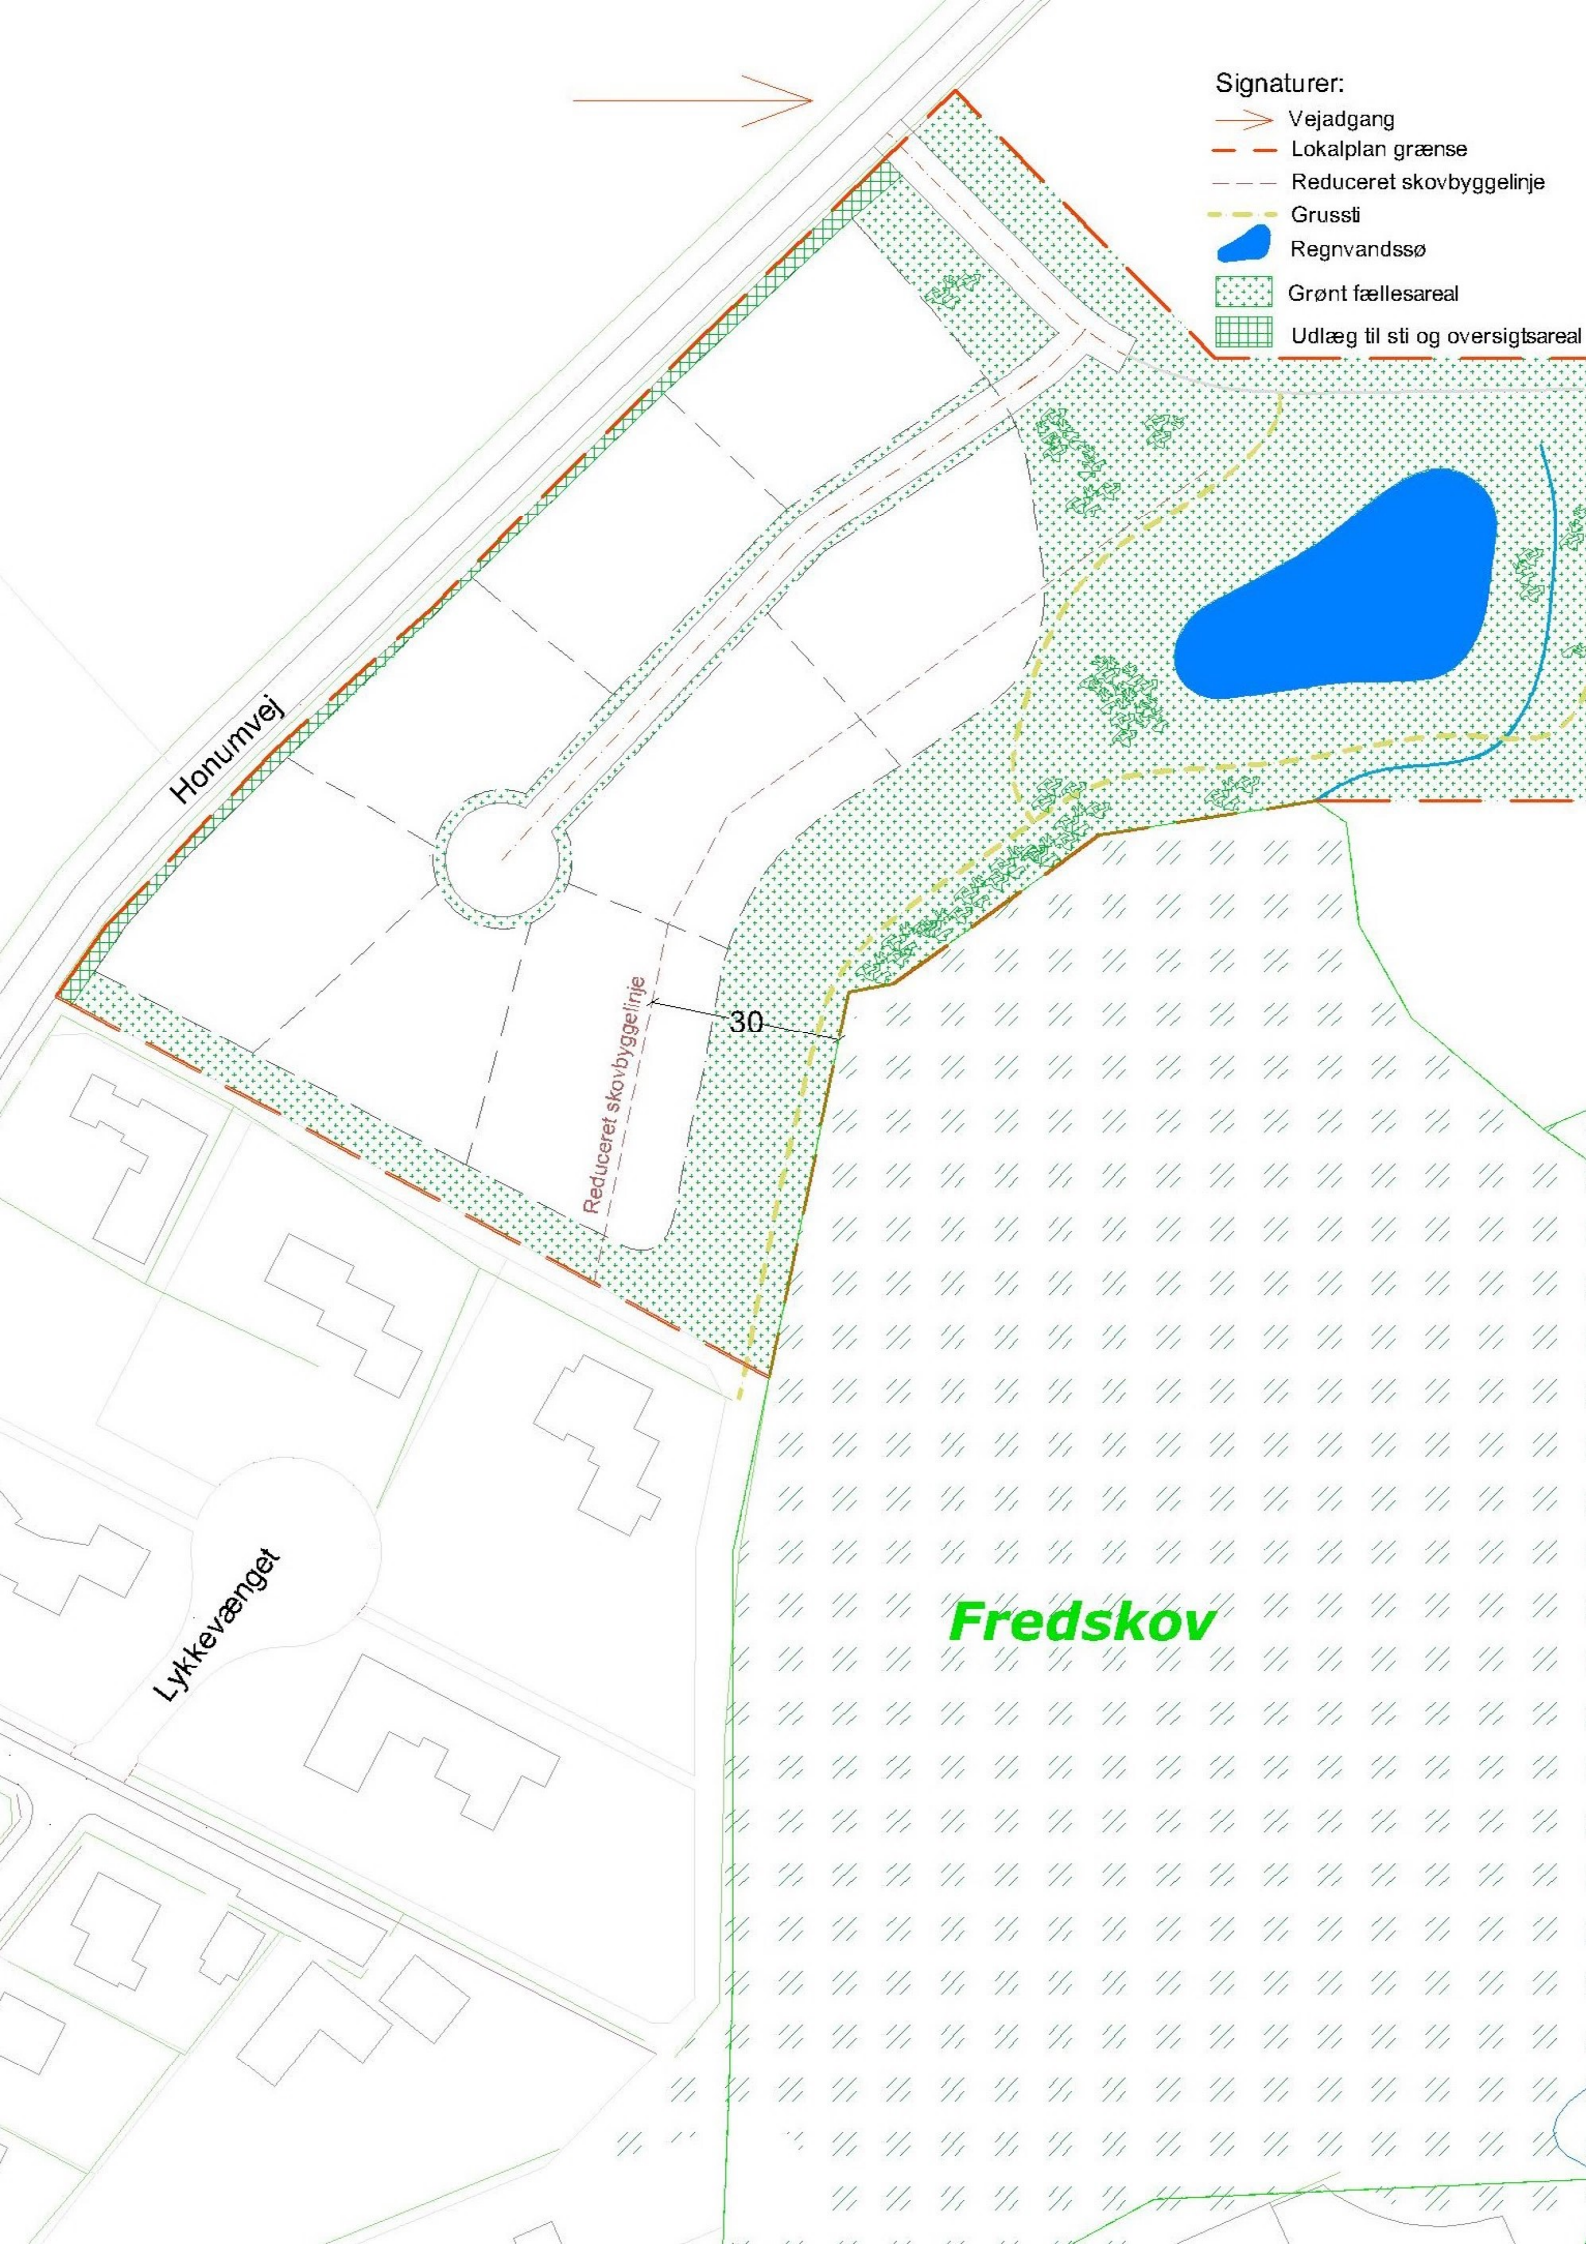 Signaturer:
Vejadgang
Lokalplan grænse
Reduceret skovbyggelinje
Grussti
Regnvandssø
Grønt fællesareal
Udlæg til sti og oversigtsareal
Honumvej
Reduceret skovbyggelinje
30
Lykkevænget
Fredskov